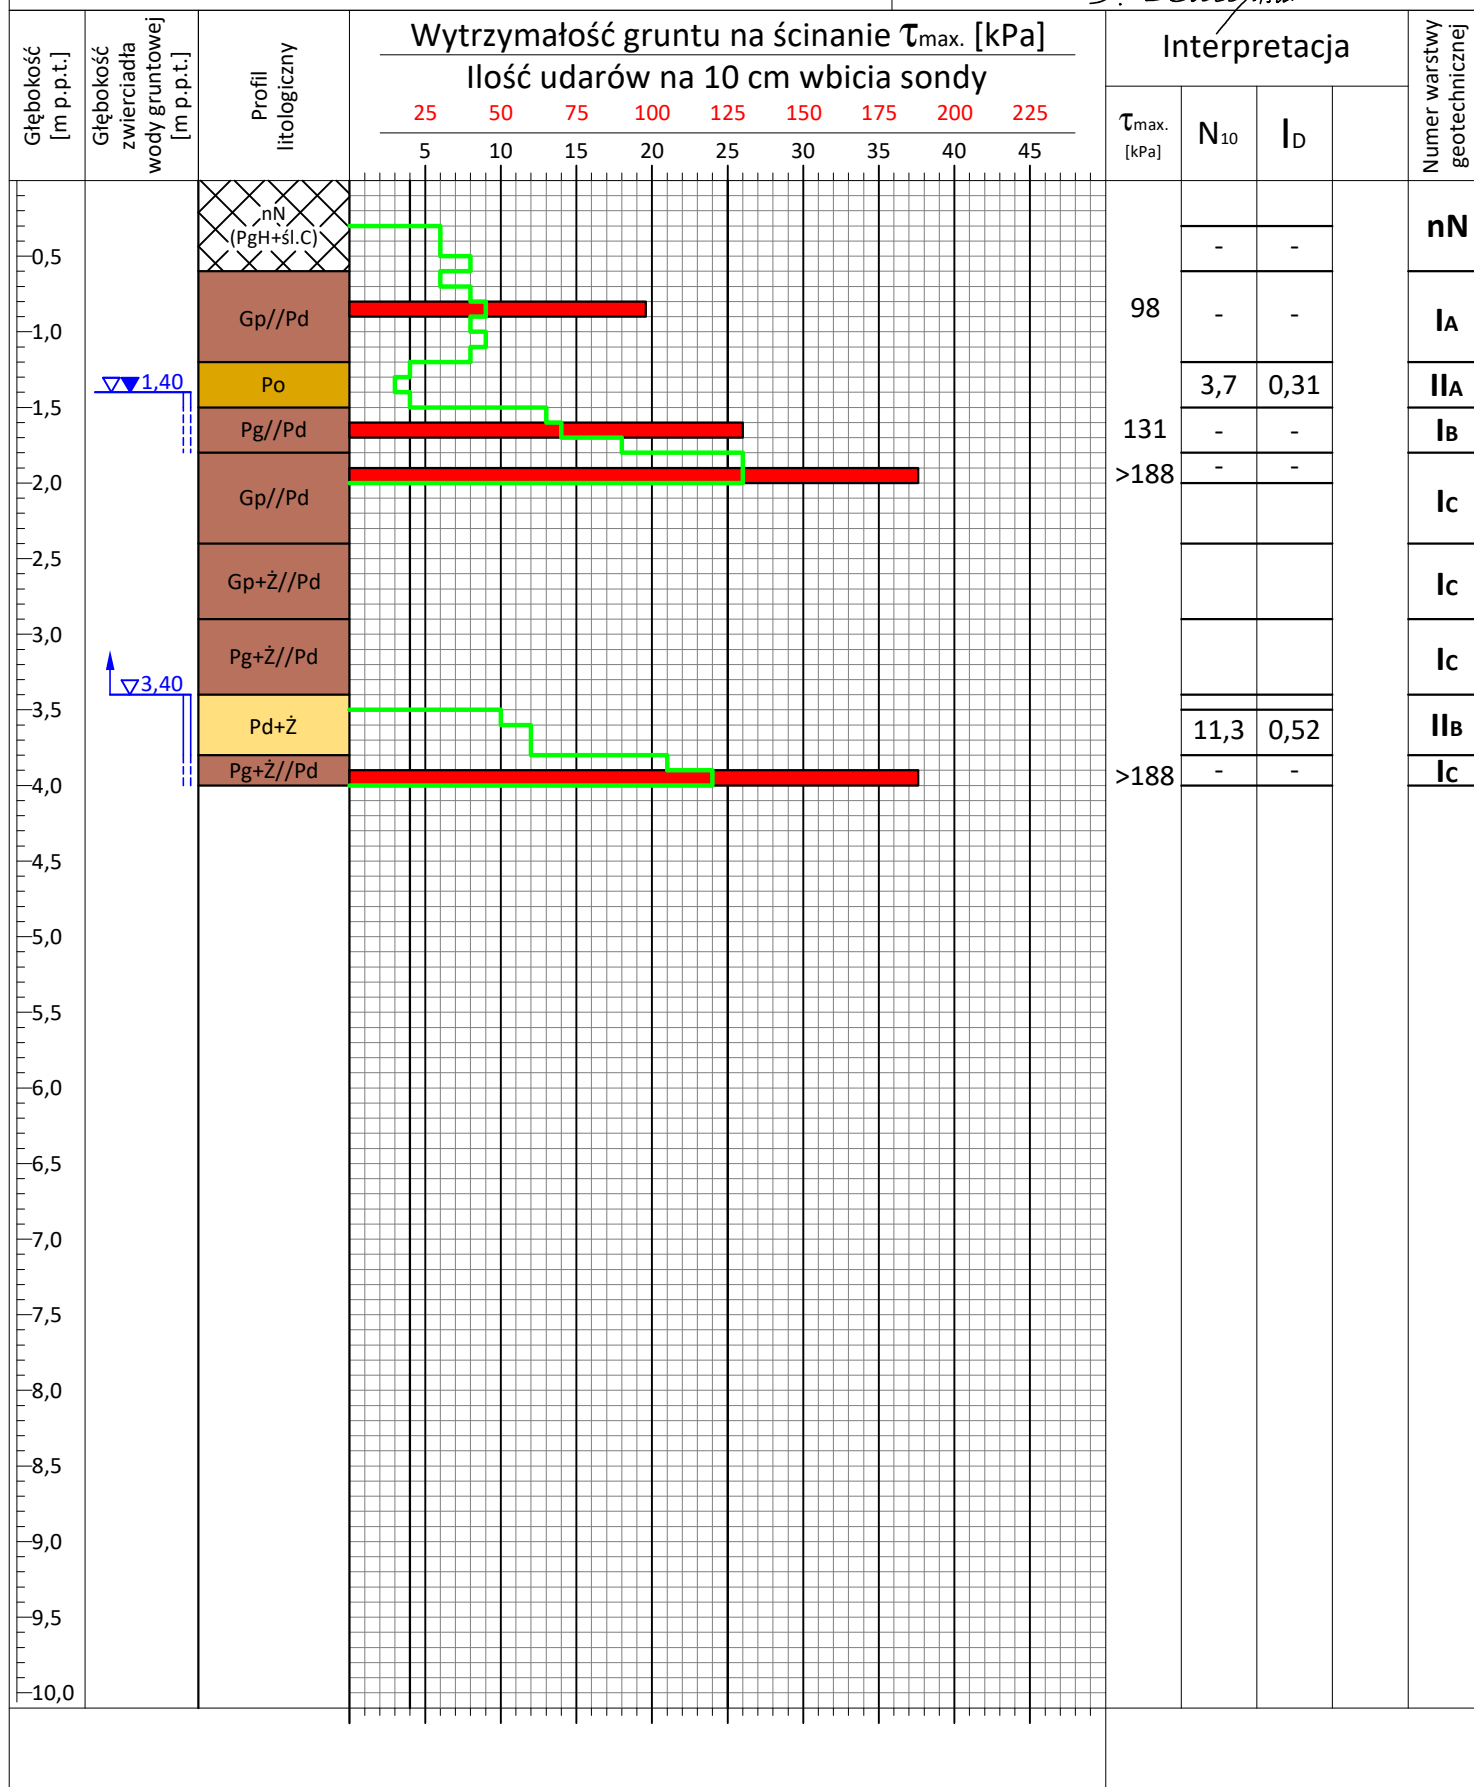 Głębokość
[m p.p.t.]
Głębokość
zwierciadła
wody gruntowej
[m p.p.t.]
Profil
litologiczny
Wytrzymałość gruntu na ścinanie τmax. [kPa]
Ilość udarów na 10 cm wbicia sondy
25 50 75 100 125 150 175 200 225
5 10 15 20 25 30 35 40 45
Interpretacja
τmax.
[kPa]
N10
ID
Numer warstwy
geotechnicznej
nN
(PgH+śl.C)
- -
nN
0,5
Gp//Pd
98 - -
IA
1,0
1,40
Po
3,7 0,31
IIA
1,5
Pg//Pd
131 - -
IB
>188 - -
2,0
Gp//Pd
Ic
2,5
Gp+Ż//Pd
Ic
3,0
Pg+Ż//Pd
Ic
3,40
3,5
Pd+Ż
11,3 0,52
IIB
Pg+Ż//Pd
>188 - -
Ic
4,0
4,5
5,0
5,5
6,0
6,5
7,0
7,5
8,0
8,5
9,0
9,5
10,0